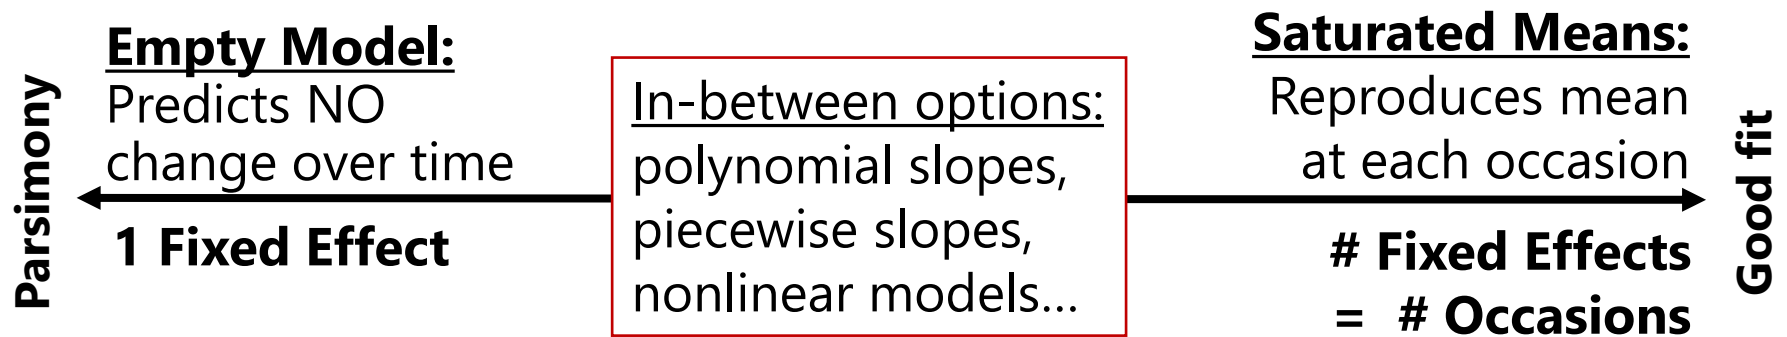 Parsimony
Empty Model:
Predicts NO
change over time
1 Fixed Effect
In-between options:
polynomial slopes,
piecewise slopes,
nonlinear models...
Saturated Means:
Reproduces mean
at each occasion
# Fixed Effects
= # Occasions
Good fit